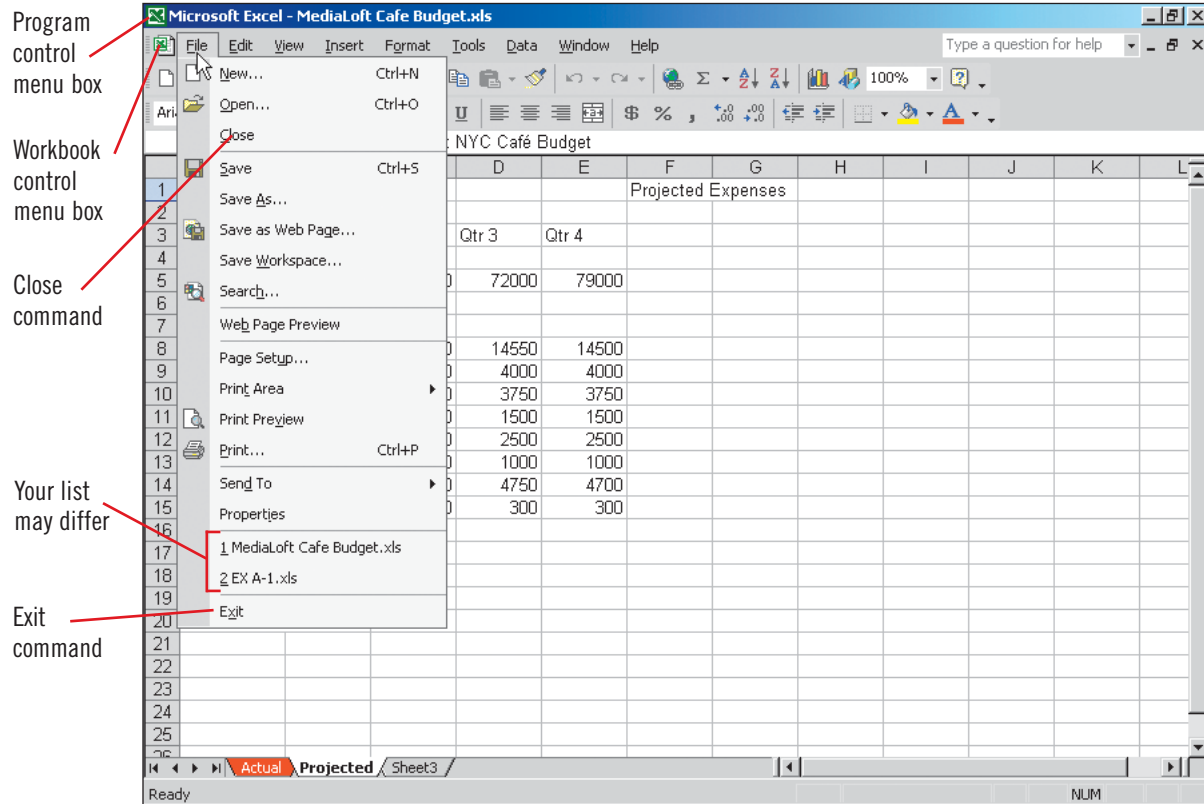 Program
control
menu box
Workbook
control
menu box
Close
command
Your list
may differ
Exit
command
Microsoft Excel - MediaLoft Cafe Budget.xls
File Edit View Insert Format Tools Data Window Help Type a question for help
100%
Ari
U $ % ,
NYC Café Budget
New... Ctrl+N
Open... Ctrl+O
Close
Save Ctrl+S
Save As...
Save as Web Page...
Save Workspace...
Search...
Web Page Preview
Page Setup...
Print Area
Print Preview
Print... Ctrl+P
Send To
Properties
1 MediaLoft Cafe Budget.xls
2 EX A-1.xls
Exit
D E F G H I J K L
1 Projected Expenses
2
3 Qtr 3 Qtr 4
4
5 72000 79000
6
7
8 14550 14500
9 4000 4000
10 3750 3750
11 1500 1500
12 2500 2500
13 1000 1000
14 4750 4700
15 300 300
16
17
18
19
20
21
22
23
24
25
26
Actual Projected Sheet3
Ready NUM